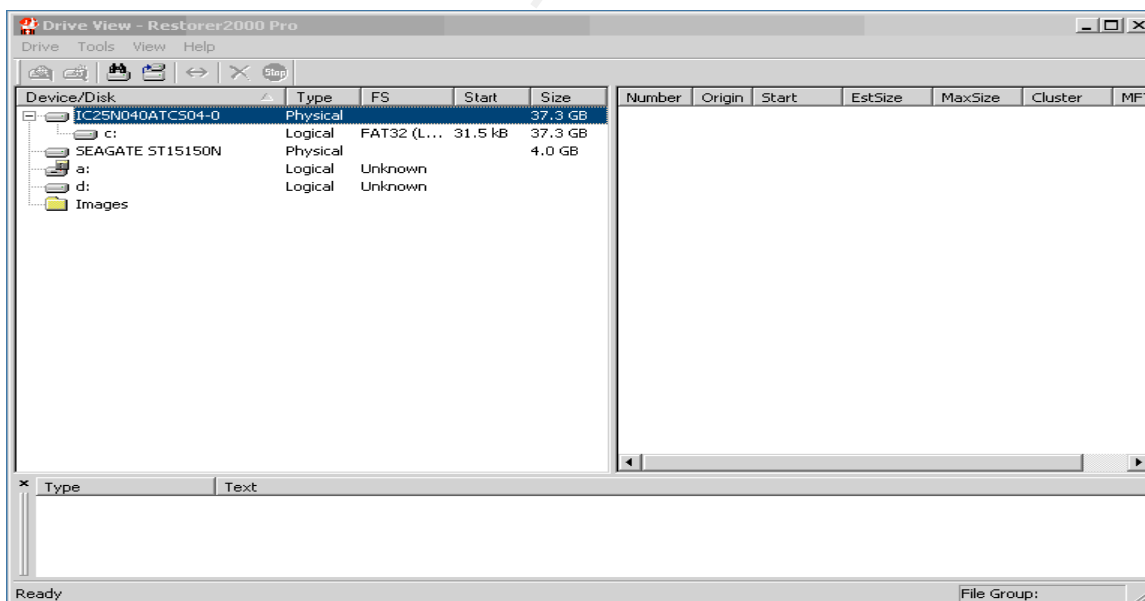 Drive View - Restorer2000 Pro
Drive Tools View Help
Stop
Device/Disk Type FS Start Size Number Origin Start EstSize MaxSize Cluster MFT
IC25N040ATCS04-0 Physical 37.3 GB
c: Logical FAT32 (L... 31.5 kB 37.3 GB
SEAGATE ST15150N Physical 4.0 GB
a: Logical Unknown
d: Logical Unknown
Images
Type Text
Ready File Group: